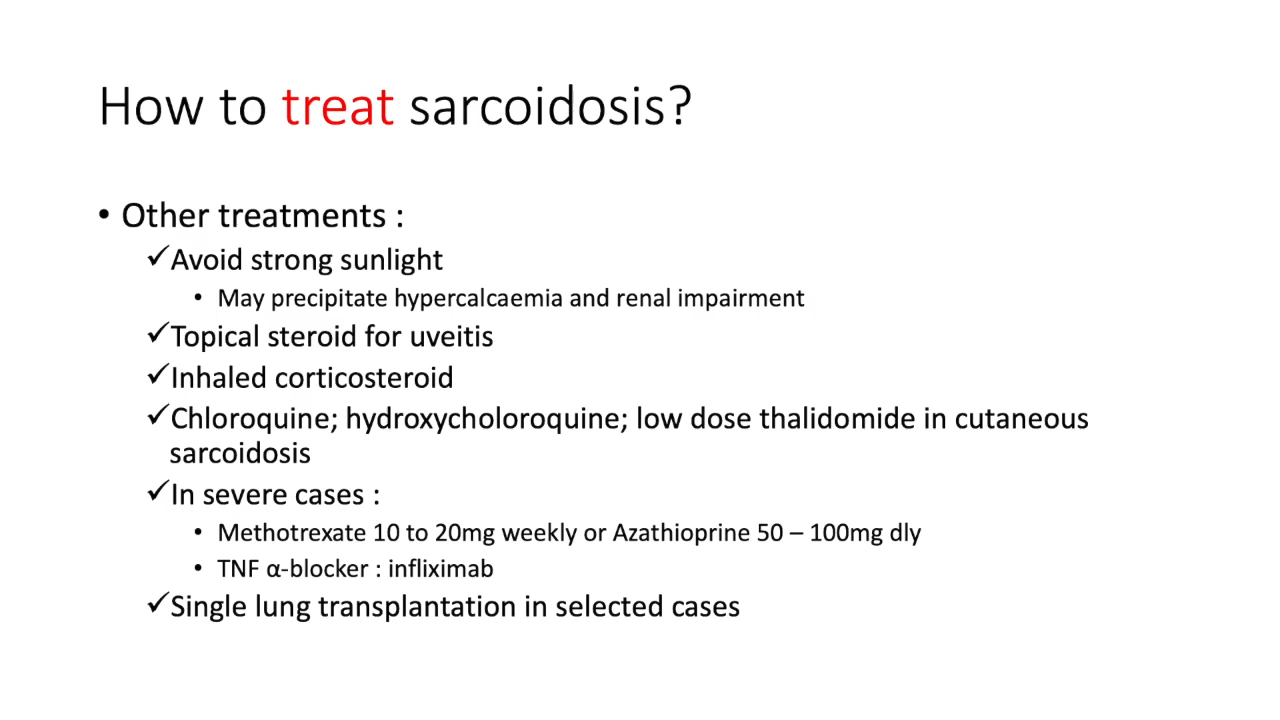 How to treat sarcoidosis?
• Other treatments :
✓Avoid strong sunlight
• May precipitate hypercalcaemia and renal impairment
✓Topical steroid for uveitis
✓Inhaled corticosteroid
✓Chloroquine; hydroxycholoroquine; low dose thalidomide in cutaneous
sarcoidosis
✓In severe cases :
• Methotrexate 10 to 20mg weekly or Azathioprine 50 – 100mg dly
• TNF α-blocker : infliximab
✓Single lung transplantation in selected cases